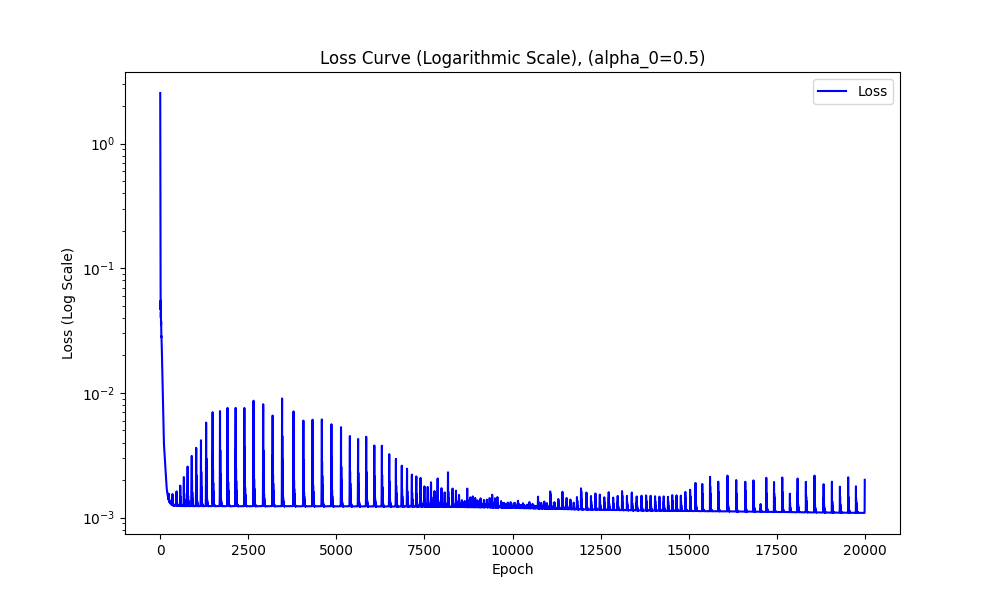 Loss Curve (Logarithmic Scale), (alpha_0=0.5)
Loss
10^0
10^-1
10^-2
10^-3
Loss (Log Scale)
0 2500 5000 7500 10000 12500 15000 17500 20000
Epoch